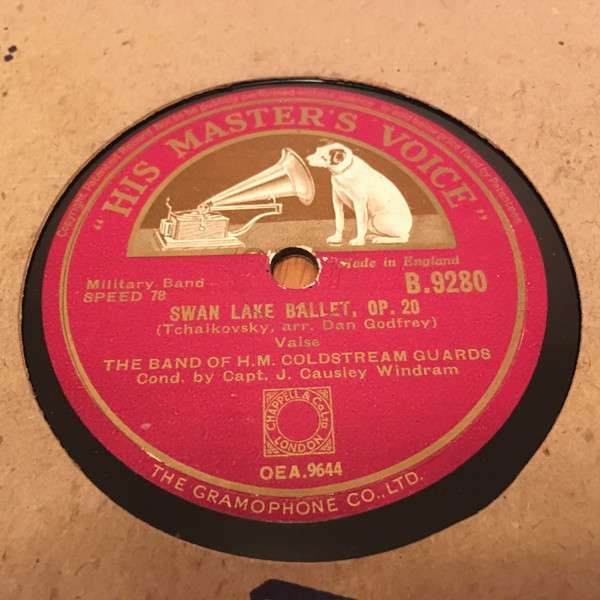 "HIS MASTER'S VOICE"
Made in England
Military Band
SPEED 78
B.9280
SWAN LAKE BALLET, OP. 20
(Tchaikovsky, arr. Dan Godfrey)
Valse
THE BAND OF H.M. COLDSTREAM GUARDS
Cond. by Capt. J. Causley Windram
CHAPPELL & CO LTD
LONDON
OEA.9644
THE GRAMOPHONE CO., LTD.